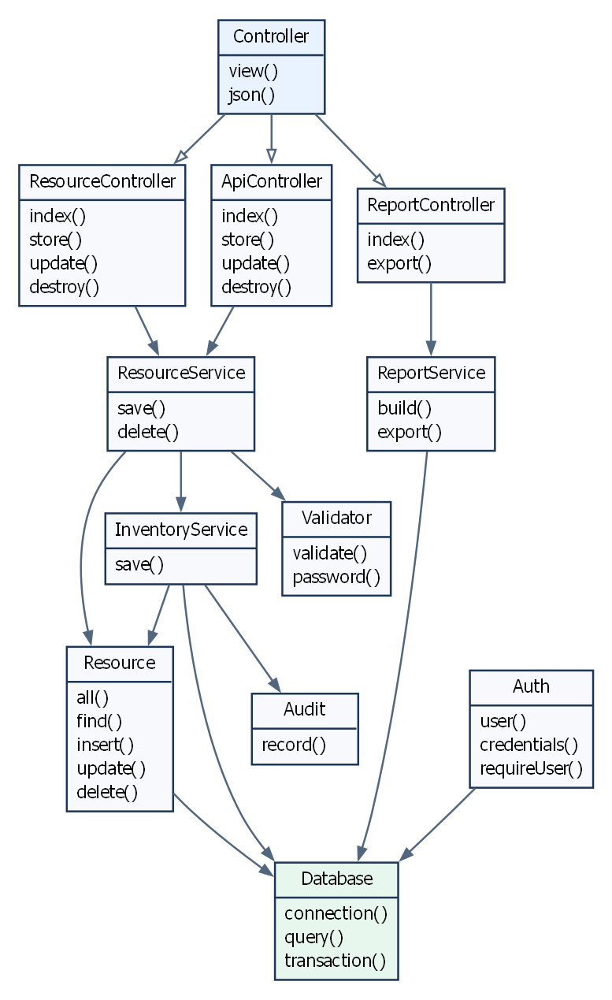 Controller
view()
json()
ResourceController
index()
store()
update()
destroy()
ApiController
index()
store()
update()
destroy()
ReportController
index()
export()
ResourceService
save()
delete()
ReportService
build()
export()
InventoryService
save()
Validator
validate()
password()
Resource
all()
find()
insert()
update()
delete()
Audit
record()
Auth
user()
credentials()
requireUser()
Database
connection()
query()
transaction()